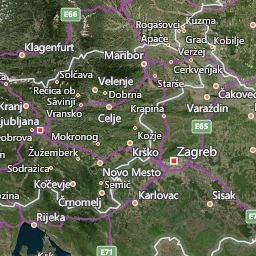 E66
Kuzma
Rogašovci
Grad
Kobilje
Apače
Verzej
Klagenfurt
Maribor
Cerkvenjak
Solčava
Velenje
Starše
Rečica ob
Savinji
Dobrna
Kranj
Vransko
Krapina
Varaždin
Čakovec
Ljubljana
Celje
E65
Mokronog
Kozje
Žužemberk
Krško
Zagreb
Sodražica
Novo Mesto
Kočevje
Semič
Črnomelj
Karlovac
Sisak
Rijeka
E71
E59